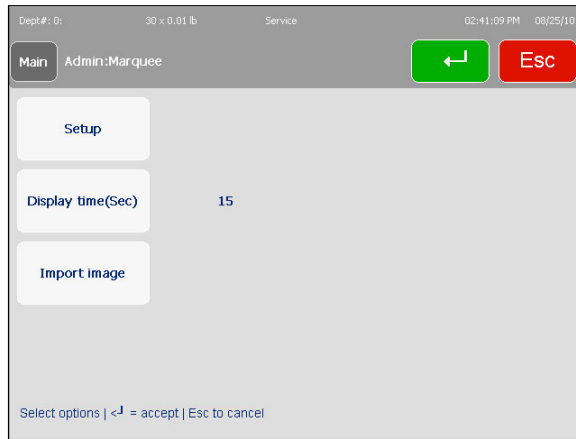 Dept#: 0: 30 x 0.01 lb Service 02:41:09 PM 08/25/10
Main Admin:Marquee ↵ Esc
Setup
Display time(Sec) 15
Import image
Select options | <┘ = accept | Esc to cancel